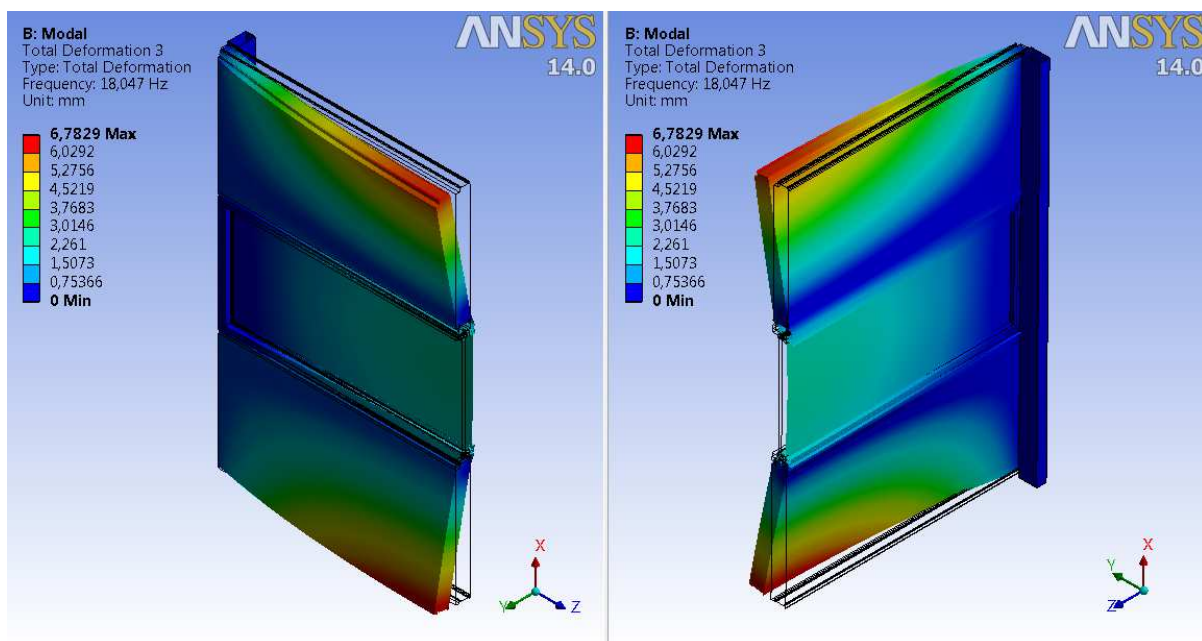 B: Modal
Total Deformation 3
Type: Total Deformation
Frequency: 18,047 Hz
Unit: mm
6,7829 Max
6,0292
5,2756
4,5219
3,7683
3,0146
2,261
1,5073
0,75366
0 Min
ANSYS
14.0
X
Y
Z
B: Modal
Total Deformation 3
Type: Total Deformation
Frequency: 18,047 Hz
Unit: mm
6,7829 Max
6,0292
5,2756
4,5219
3,7683
3,0146
2,261
1,5073
0,75366
0 Min
ANSYS
14.0
X
Y
Z